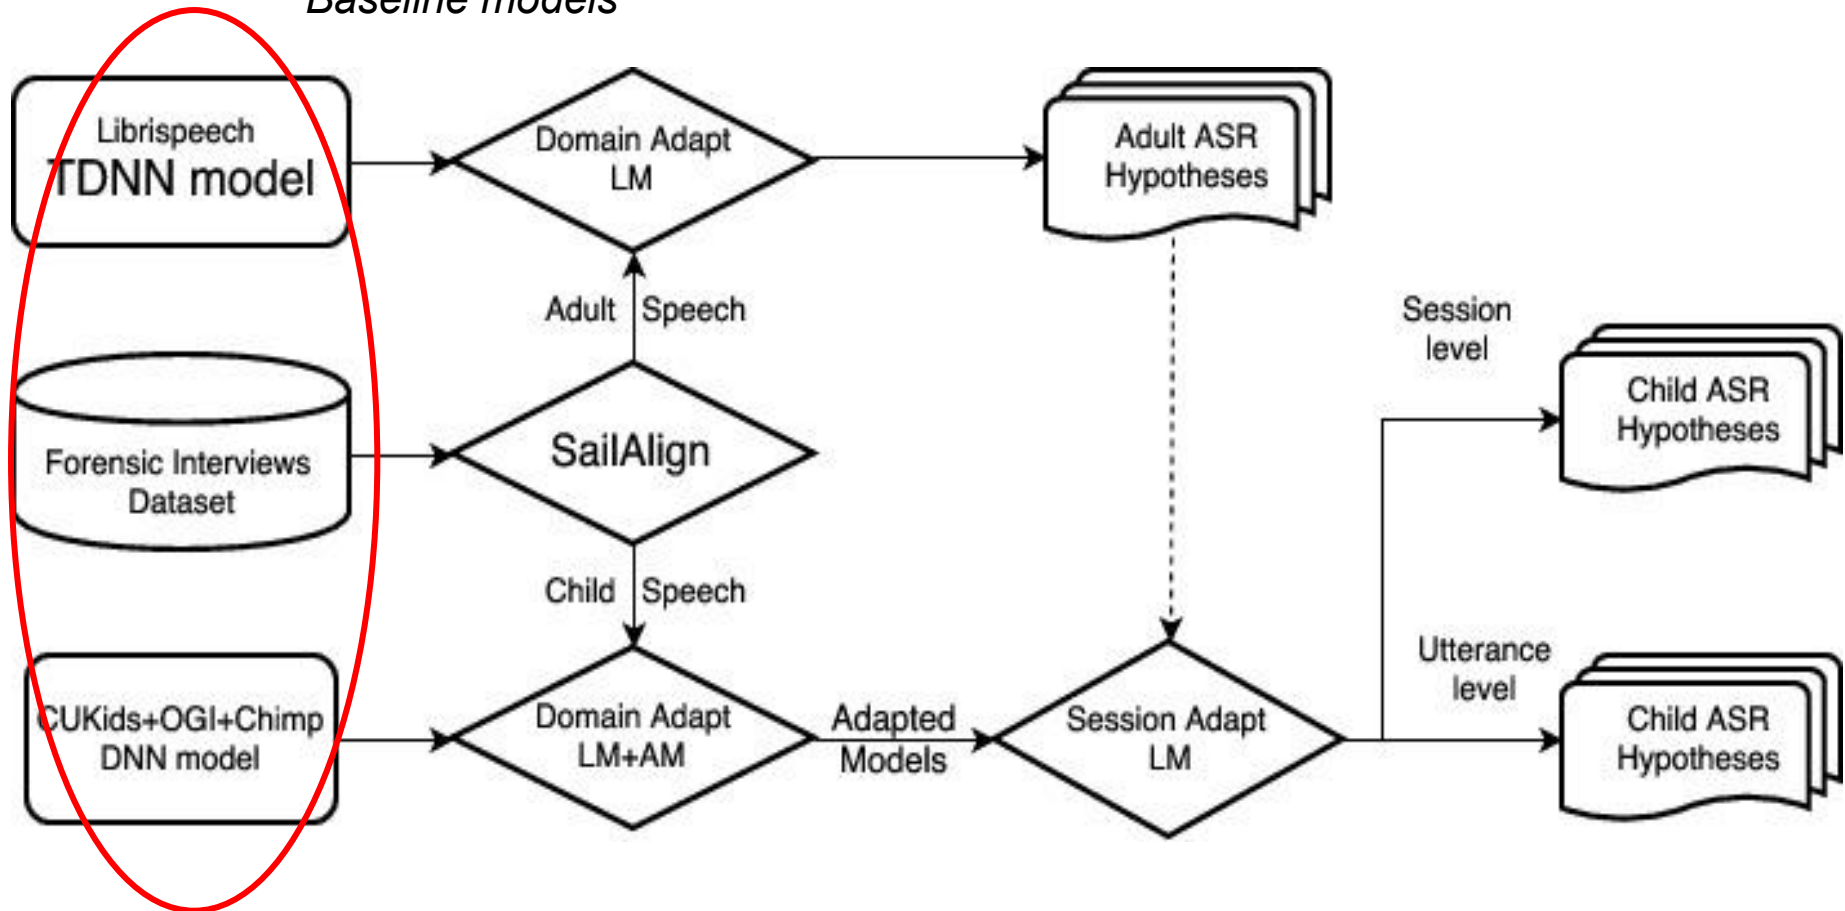 Baseline models
Librispeech
TDNN model
Domain Adapt
LM
Adult ASR
Hypotheses
Adult Speech
Session
level
Forensic Interviews
Dataset
SailAlign
Child ASR
Hypotheses
Child Speech
Utterance
level
CUKids+OGI+Chimp
DNN model
Domain Adapt
LM+AM
Adapted
Models
Session Adapt
LM
Child ASR
Hypotheses